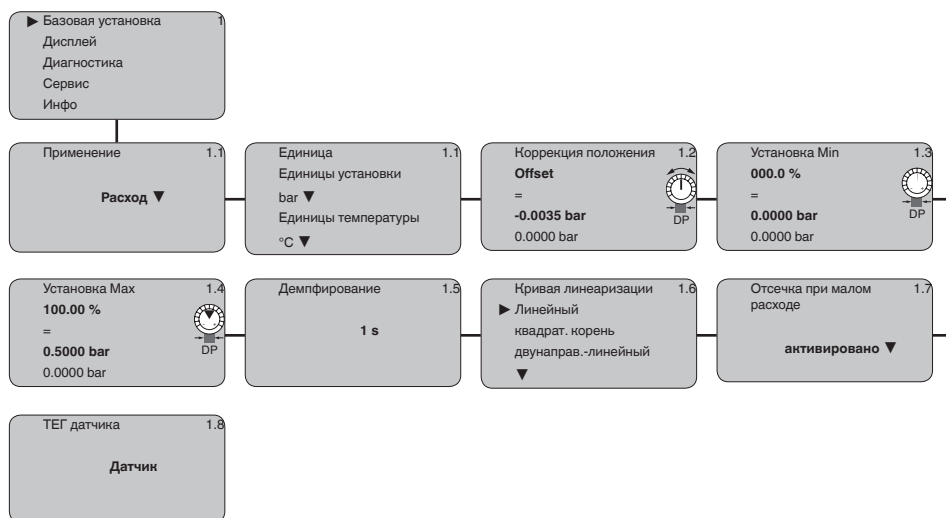 ▶ Базовая установка 1
Дисплей
Диагностика
Сервис
Инфо
Применение 1.1
Расход ▼
Единица 1.1
Единицы установки
bar ▼
Единицы температуры
°C ▼
Коррекция положения 1.2
Offset
=
-0.0035 bar
0.0000 bar
DP
Установка Min 1.3
000.0 %
=
0.0000 bar
0.0000 bar
DP
Установка Max 1.4
100.00 %
=
0.5000 bar
0.0000 bar
DP
Демпфирование 1.5
1 s
Кривая линеаризации 1.6
▶ Линейный
квадрат. корень
двунаправ.-линейный
▼
Отсечка при малом 1.7
расходе
активировано ▼
ТЕГ датчика 1.8
Датчик